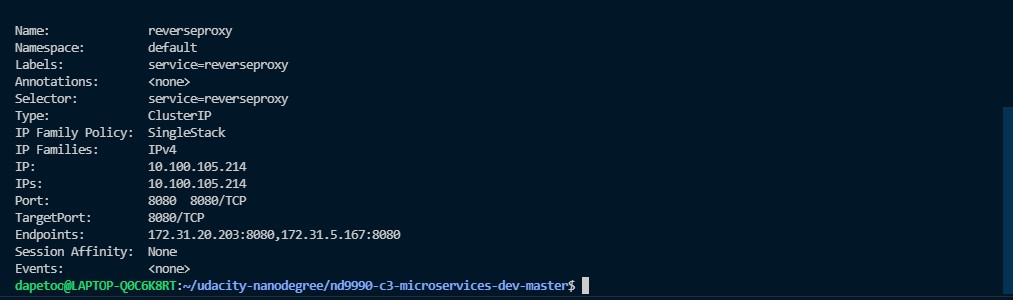 Name:              reverseproxy
Namespace:         default
Labels:            service=reverseproxy
Annotations:       <none>
Selector:          service=reverseproxy
Type:              ClusterIP
IP Family Policy:  SingleStack
IP Families:       IPv4
IP:                10.100.105.214
IPs:               10.100.105.214
Port:              8080  8080/TCP
TargetPort:        8080/TCP
Endpoints:         172.31.20.203:8080,172.31.5.167:8080
Session Affinity:  None
Events:            <none>
dapetoo@LAPTOP-Q0C6K8RT:~/udacity-nanodegree/nd9990-c3-microservices-dev-master$